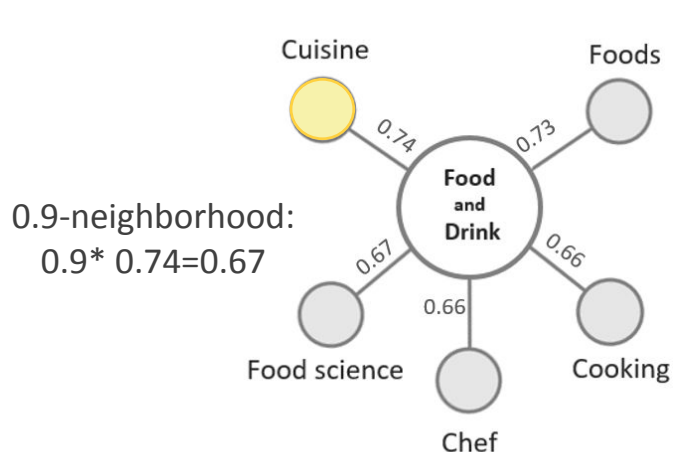 Cuisine
Foods
0.74
0.73
Food
and
Drink
0.9-neighborhood:
0.9* 0.74=0.67
0.67
0.66
0.66
Food science
Cooking
Chef